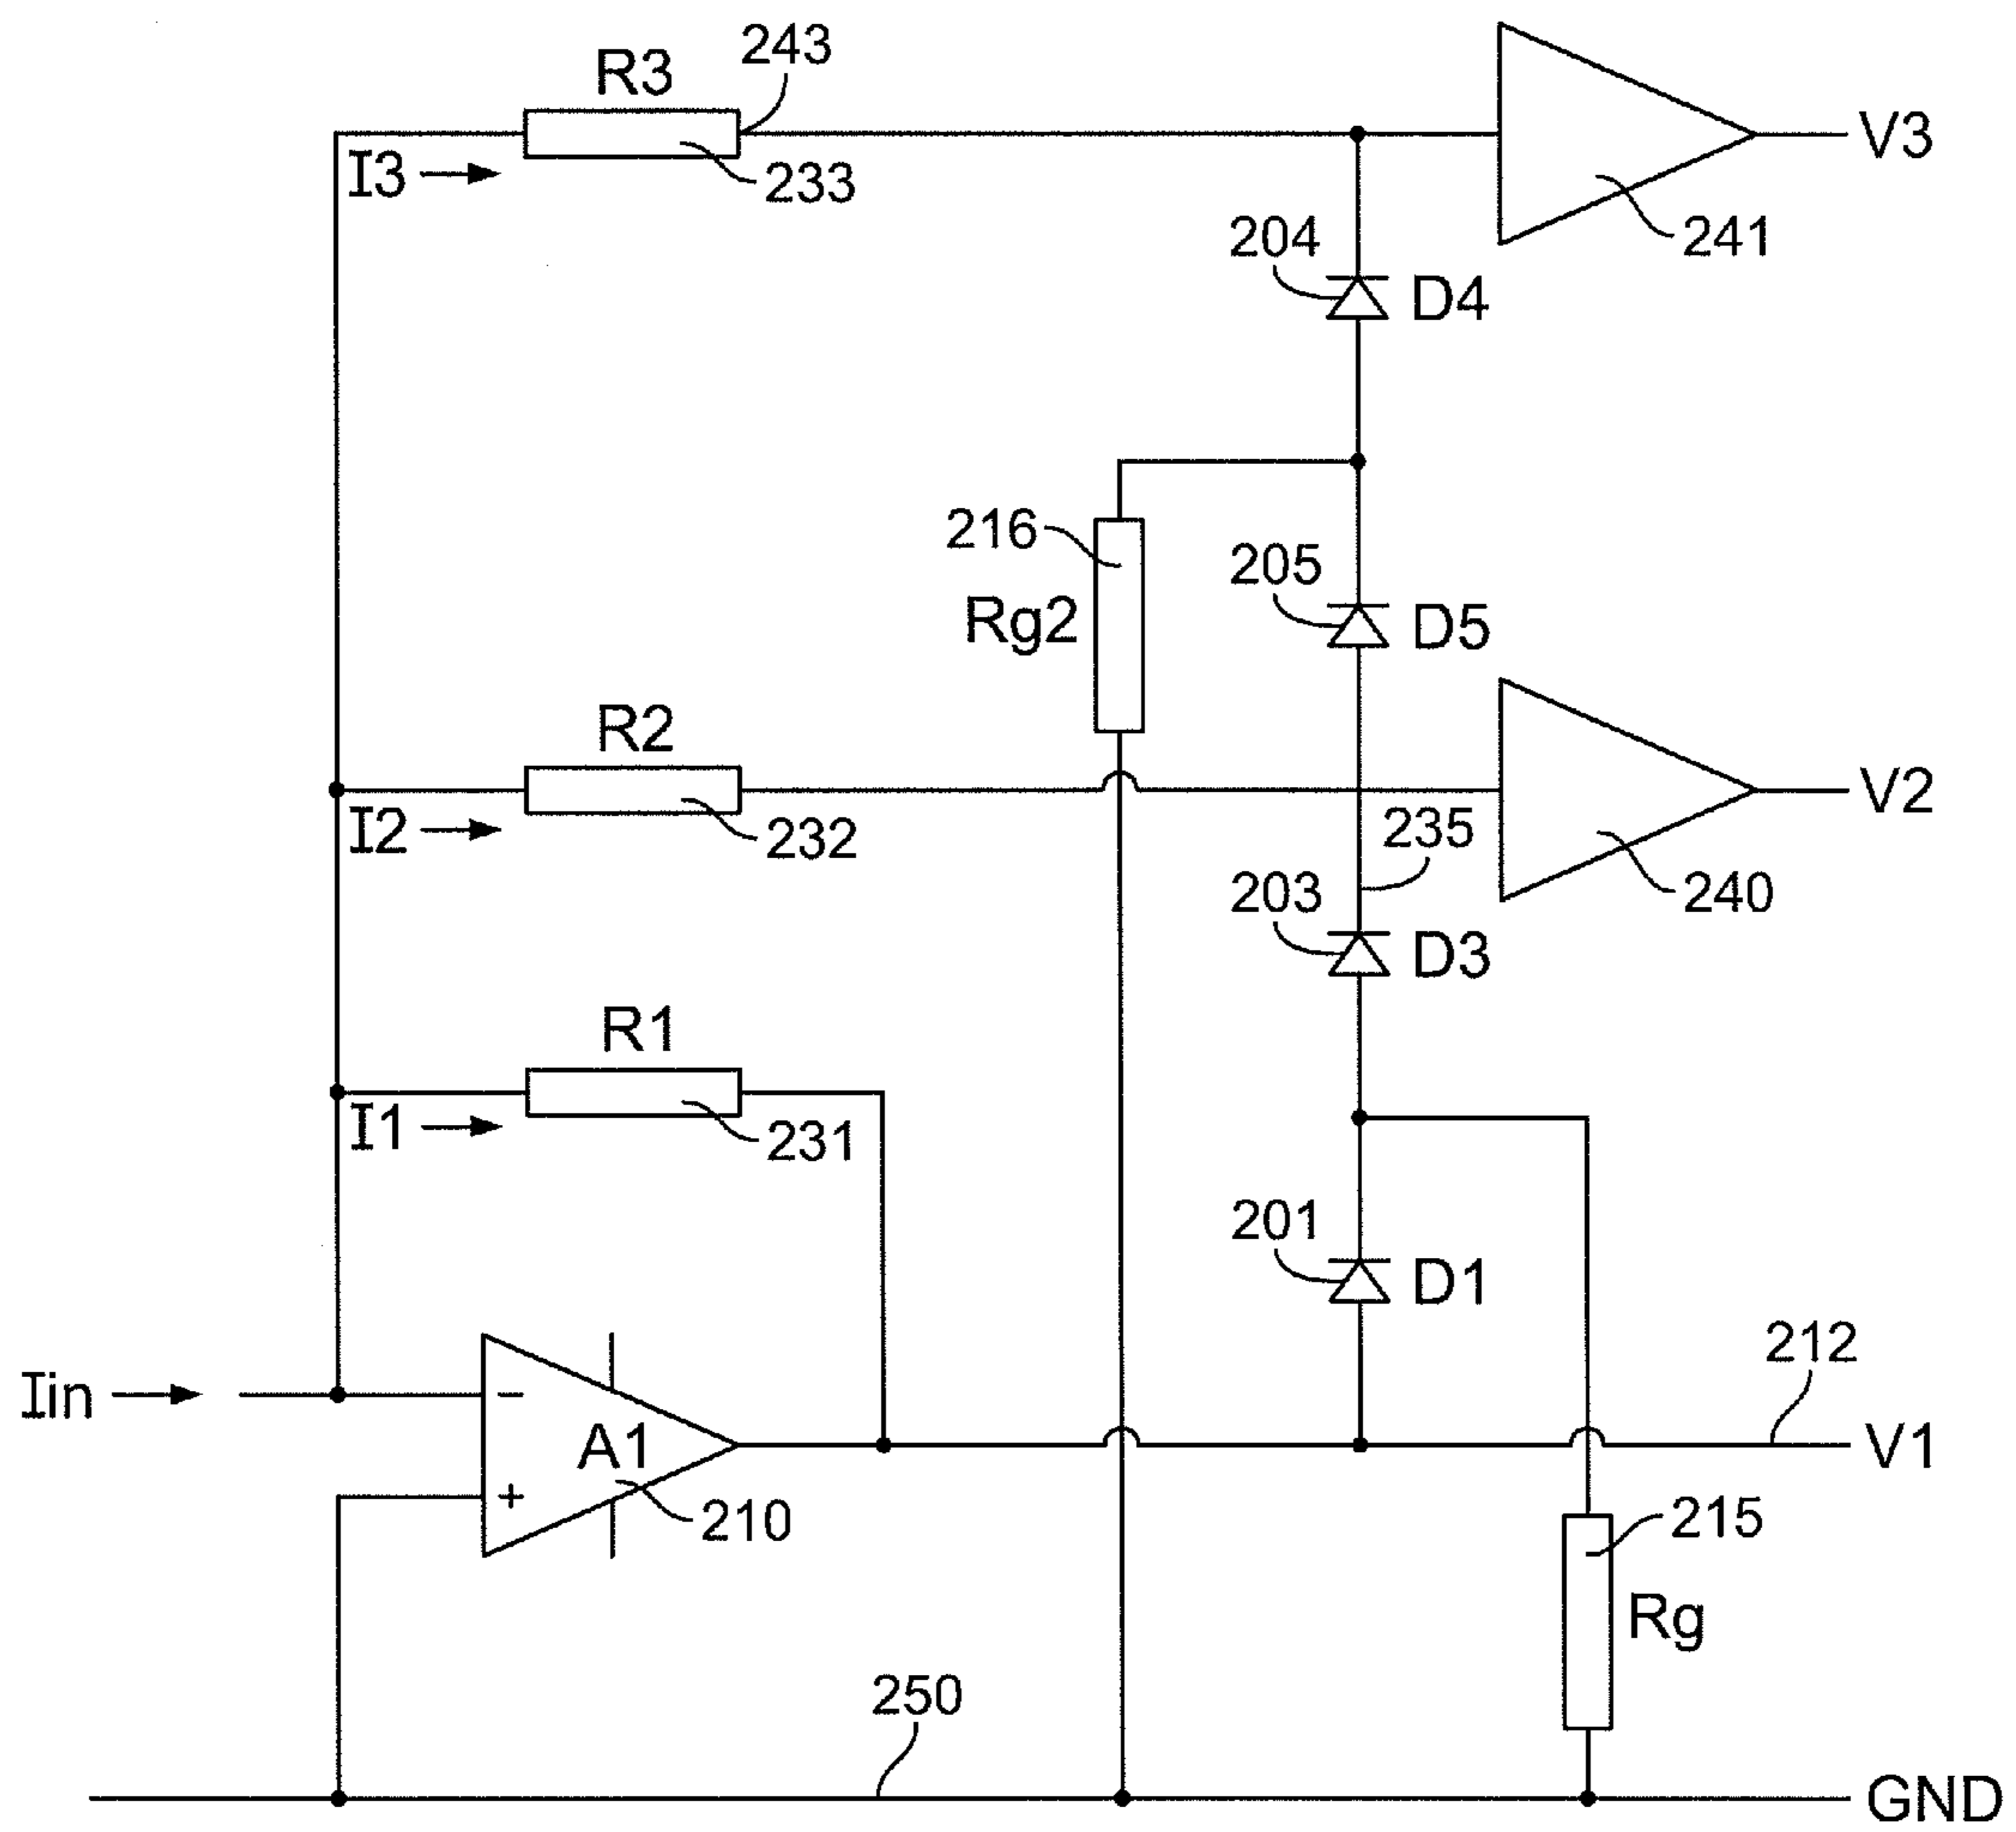 243
R3
V3
I3
233
204
241
D4
216
205
Rg2
D5
R2
V2
I2
232
235
203
240
D3
R1
I1
231
201
D1
212
Iin
−
A1
V1
+
210
215
Rg
250
GND